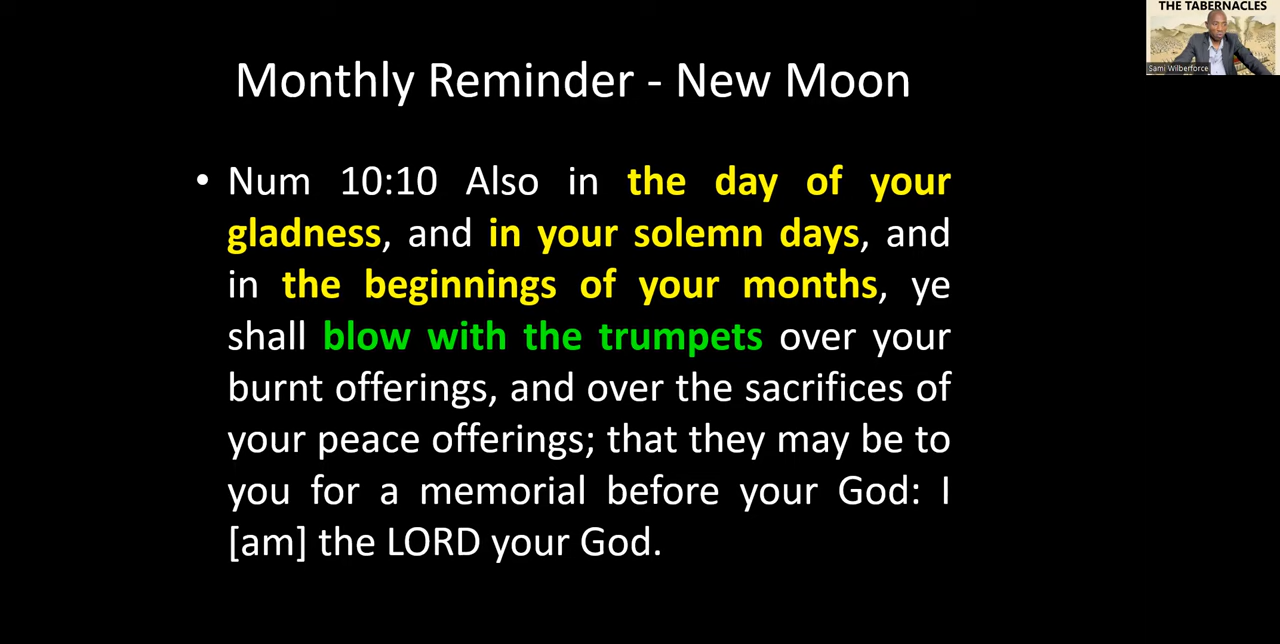 THE TABERNACLES
Sami Wilberforce
Monthly Reminder - New Moon
• Num 10:10 Also in the day of your
gladness, and in your solemn days, and
in the beginnings of your months, ye
shall blow with the trumpets over your
burnt offerings, and over the sacrifices of
your peace offerings; that they may be to
you for a memorial before your God: I
[am] the LORD your God.